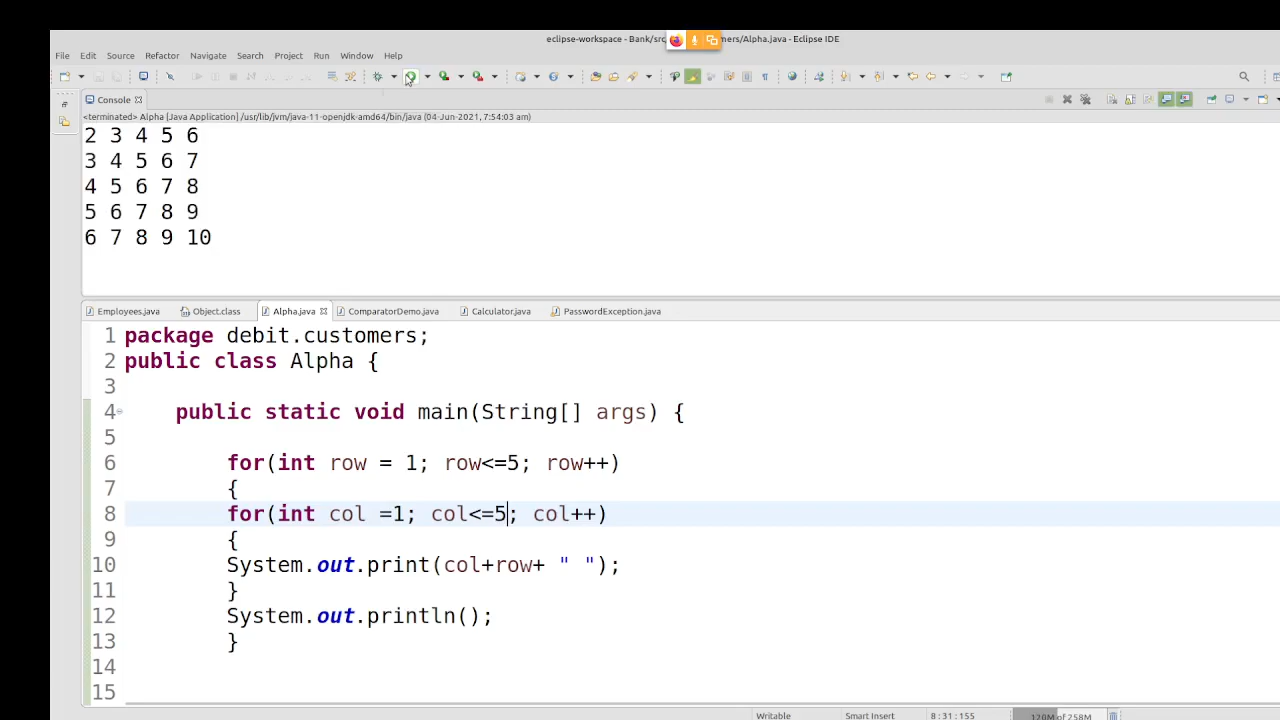 eclipse-workspace - Bank/src mers/Alpha.java - Eclipse IDE
File Edit Source Refactor Navigate Search Project Run Window Help
Console
<terminated> Alpha [Java Application] /usr/lib/jvm/java-11-openjdk-amd64/bin/java (04-Jun-2021, 7:54:03 am)
2 3 4 5 6
3 4 5 6 7
4 5 6 7 8
5 6 7 8 9
6 7 8 9 10
Employees.java Object.class Alpha.java ComparatorDemo.java Calculator.java PasswordException.java
1 package debit.customers;
2 public class Alpha {
3
4 public static void main(String[] args) {
5
6 for(int row = 1; row<=5; row++)
7 {
8 for(int col =1; col<=5; col++)
9 {
10 System.out.print(col+row+ " ");
11 }
12 System.out.println();
13 }
14
15
Writable Smart Insert 8:31:155 120M of 258M